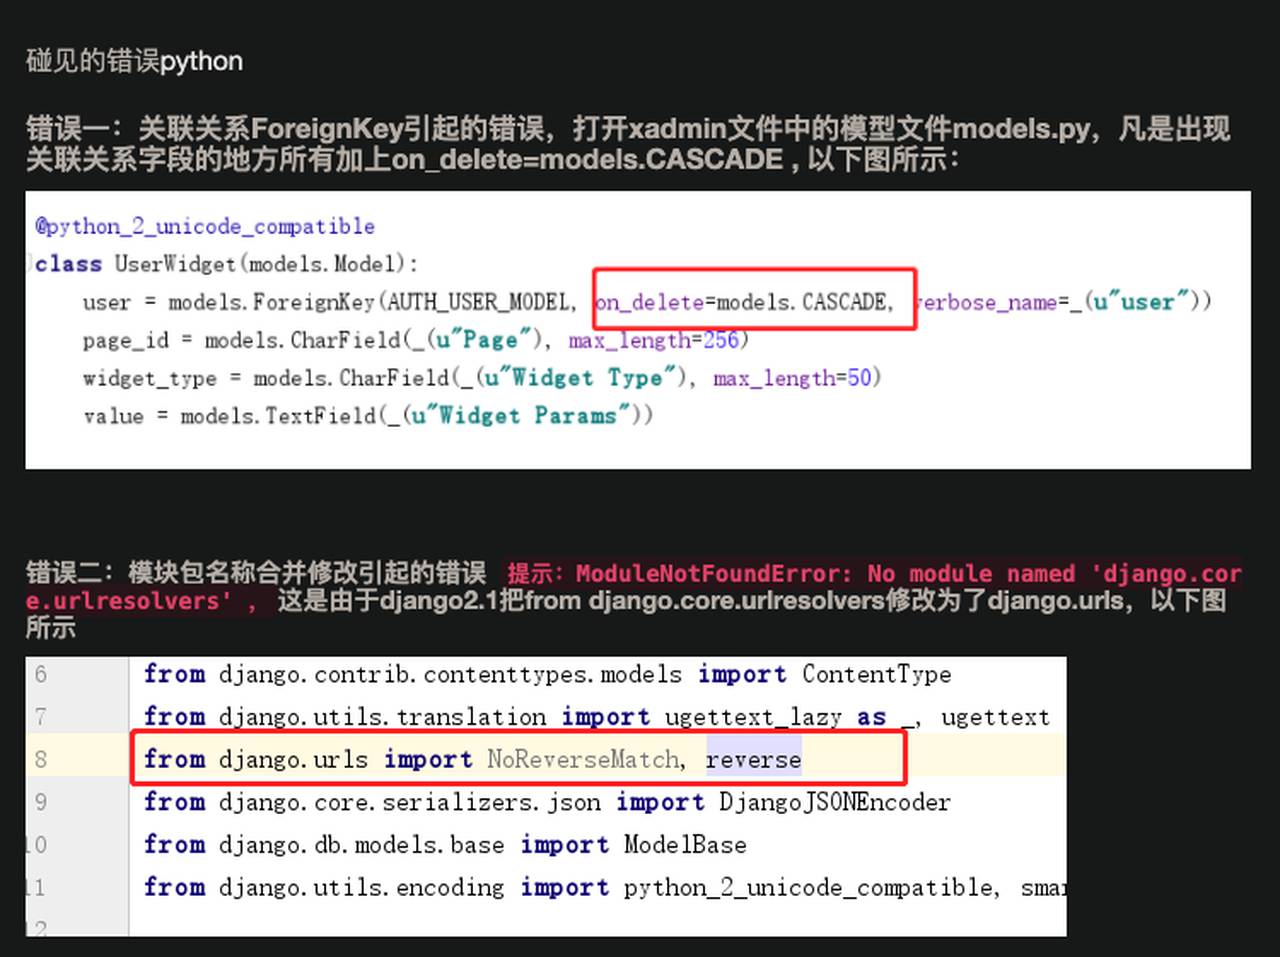 碰见的错误python
错误一：关联关系ForeignKey引起的错误，打开xadmin文件中的模型文件models.py，凡是出现
关联关系字段的地方所有加上on_delete=models.CASCADE , 以下图所示：
@python_2_unicode_compatible
class UserWidget(models.Model):
user = models.ForeignKey(AUTH_USER_MODEL, on_delete=models.CASCADE, verbose_name=_(u"user"))
page_id = models.CharField(_(u"Page"), max_length=256)
widget_type = models.CharField(_(u"Widget Type"), max_length=50)
value = models.TextField(_(u"Widget Params"))
错误二：模块包名称合并修改引起的错误 提示：ModuleNotFoundError: No module named 'django.cor
e.urlresolvers' ， 这是由于django2.1把from django.core.urlresolvers修改为了django.urls，以下图
所示
6 from django.contrib.contenttypes.models import ContentType
7 from django.utils.translation import ugettext_lazy as _, ugettext
8 from django.urls import NoReverseMatch, reverse
9 from django.core.serializers.json import DjangoJSONEncoder
10 from django.db.models.base import ModelBase
11 from django.utils.encoding import python_2_unicode_compatible, smar
12